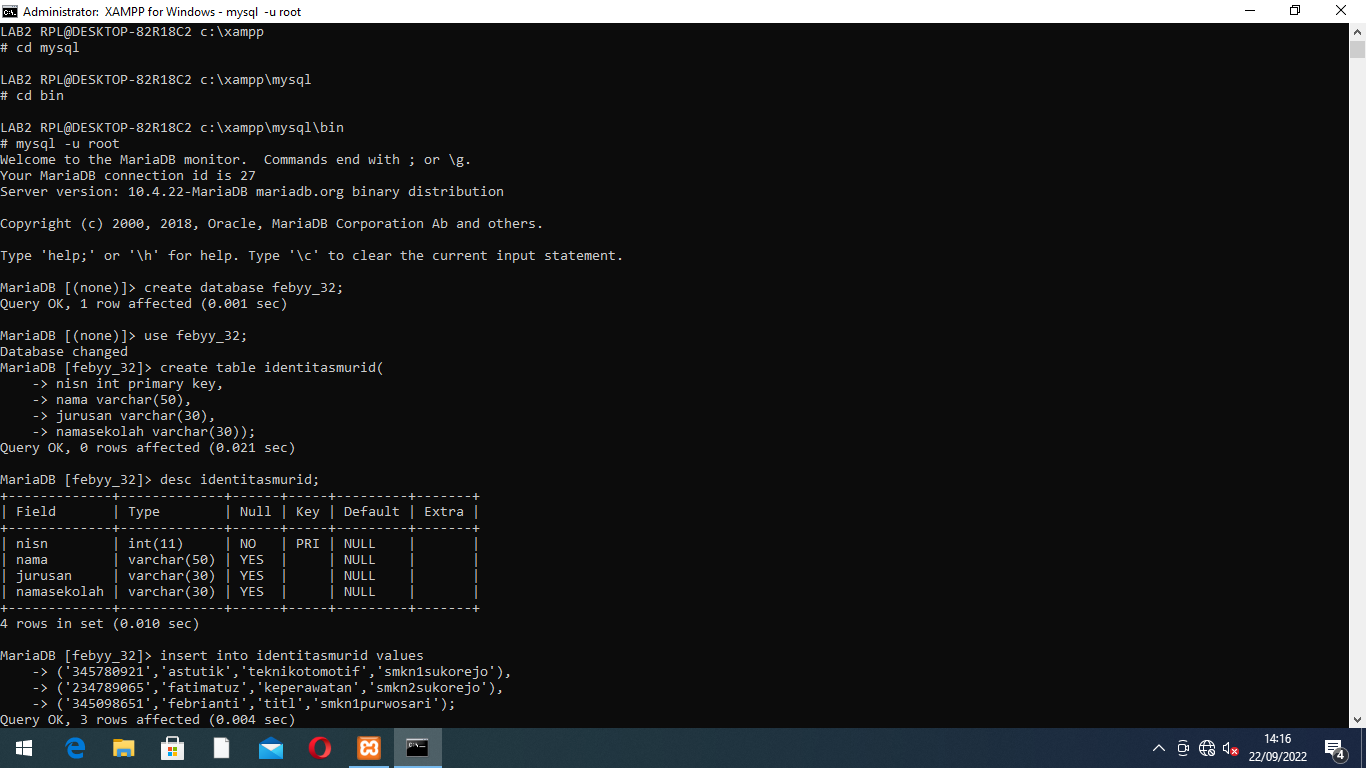 Administrator: XAMPP for Windows - mysql -u root
LAB2 RPL@DESKTOP-82R18C2 c:\xampp
# cd mysql
LAB2 RPL@DESKTOP-82R18C2 c:\xampp\mysql
# cd bin
LAB2 RPL@DESKTOP-82R18C2 c:\xampp\mysql\bin
# mysql -u root
Welcome to the MariaDB monitor.  Commands end with ; or \g.
Your MariaDB connection id is 27
Server version: 10.4.22-MariaDB mariadb.org binary distribution
Copyright (c) 2000, 2018, Oracle, MariaDB Corporation Ab and others.
Type 'help;' or '\h' for help. Type '\c' to clear the current input statement.
MariaDB [(none)]> create database febyy_32;
Query OK, 1 row affected (0.001 sec)
MariaDB [(none)]> use febyy_32;
Database changed
MariaDB [febyy_32]> create table identitasmurid(
    -> nisn int primary key,
    -> nama varchar(50),
    -> jurusan varchar(30),
    -> namasekolah varchar(30));
Query OK, 0 rows affected (0.021 sec)
MariaDB [febyy_32]> desc identitasmurid;
+-------------+-------------+------+-----+---------+-------+
| Field       | Type        | Null | Key | Default | Extra |
+-------------+-------------+------+-----+---------+-------+
| nisn        | int(11)     | NO   | PRI | NULL    |       |
| nama        | varchar(50) | YES  |     | NULL    |       |
| jurusan     | varchar(30) | YES  |     | NULL    |       |
| namasekolah | varchar(30) | YES  |     | NULL    |       |
+-------------+-------------+------+-----+---------+-------+
4 rows in set (0.010 sec)
MariaDB [febyy_32]> insert into identitasmurid values
    -> ('345780921','astutik','teknikotomotif','smkn1sukorejo'),
    -> ('234789065','fatimatuz','keperawatan','smkn2sukorejo'),
    -> ('345098651','febrianti','titl','smkn1purwosari');
Query OK, 3 rows affected (0.004 sec)
14:16
22/09/2022
4